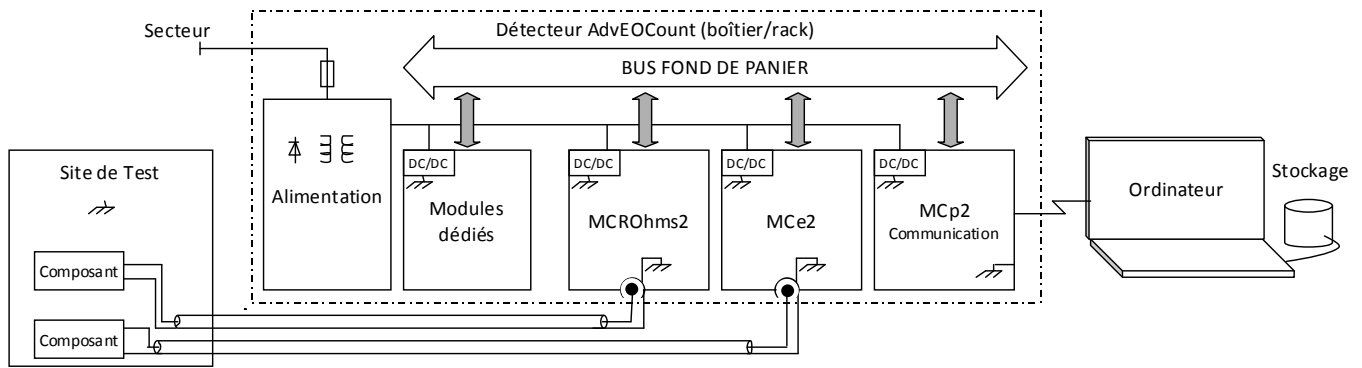 Secteur
Détecteur AdvEOCount (boîtier/rack)
BUS FOND DE PANIER
Site de Test
Composant
Composant
Alimentation
DC/DC
Modules
dédiés
DC/DC
MCROhms2
DC/DC
MCe2
DC/DC
MCp2
Communication
Ordinateur
Stockage